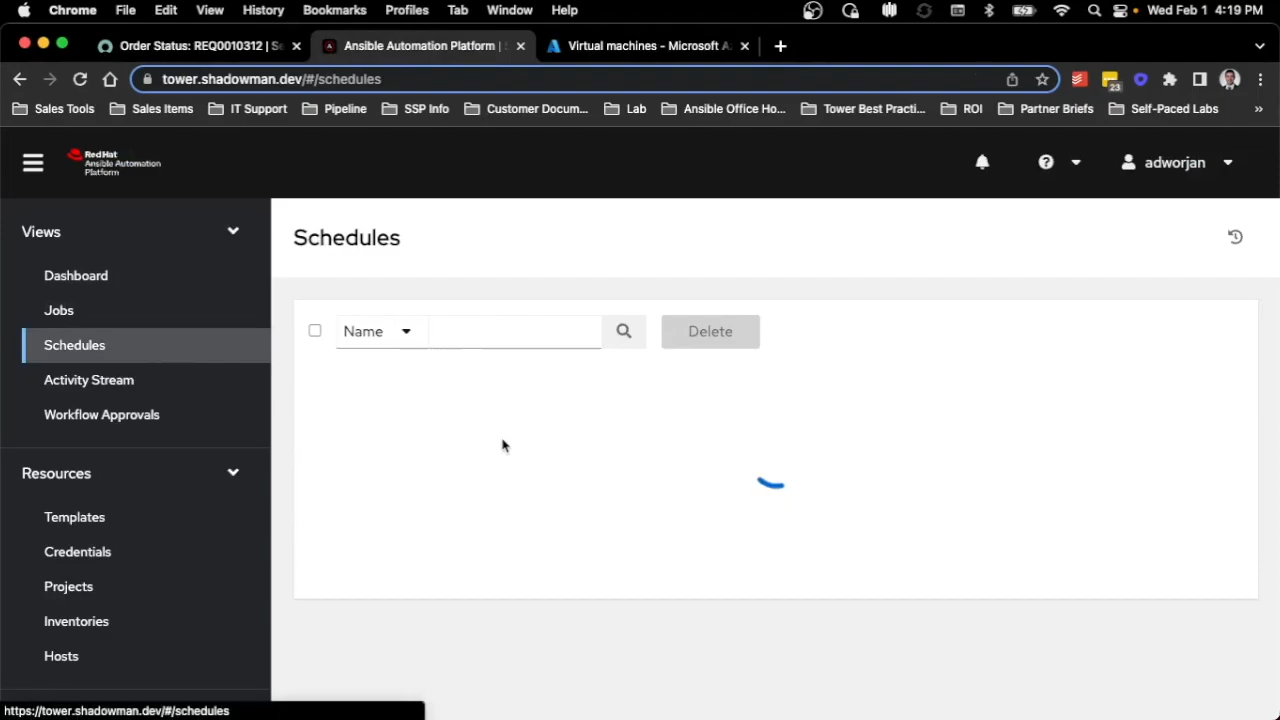 Chrome File Edit View History Bookmarks Profiles Tab Window Help Wed Feb 1 4:19 PM
Order Status: REQ0010312 | Se Ansible Automation Platform | S Virtual machines - Microsoft A
tower.shadowman.dev/#/schedules 23
Sales Tools Sales Items IT Support Pipeline SSP Info Customer Docum... Lab Ansible Office Ho... Tower Best Practi... ROI Partner Briefs Self-Paced Labs »
Red Hat
Ansible Automation
Platform
adworjan
Views
Dashboard
Jobs
Schedules
Activity Stream
Workflow Approvals
Resources
Templates
Credentials
Projects
Inventories
Hosts
Schedules
Name Delete
https://tower.shadowman.dev/#/schedules